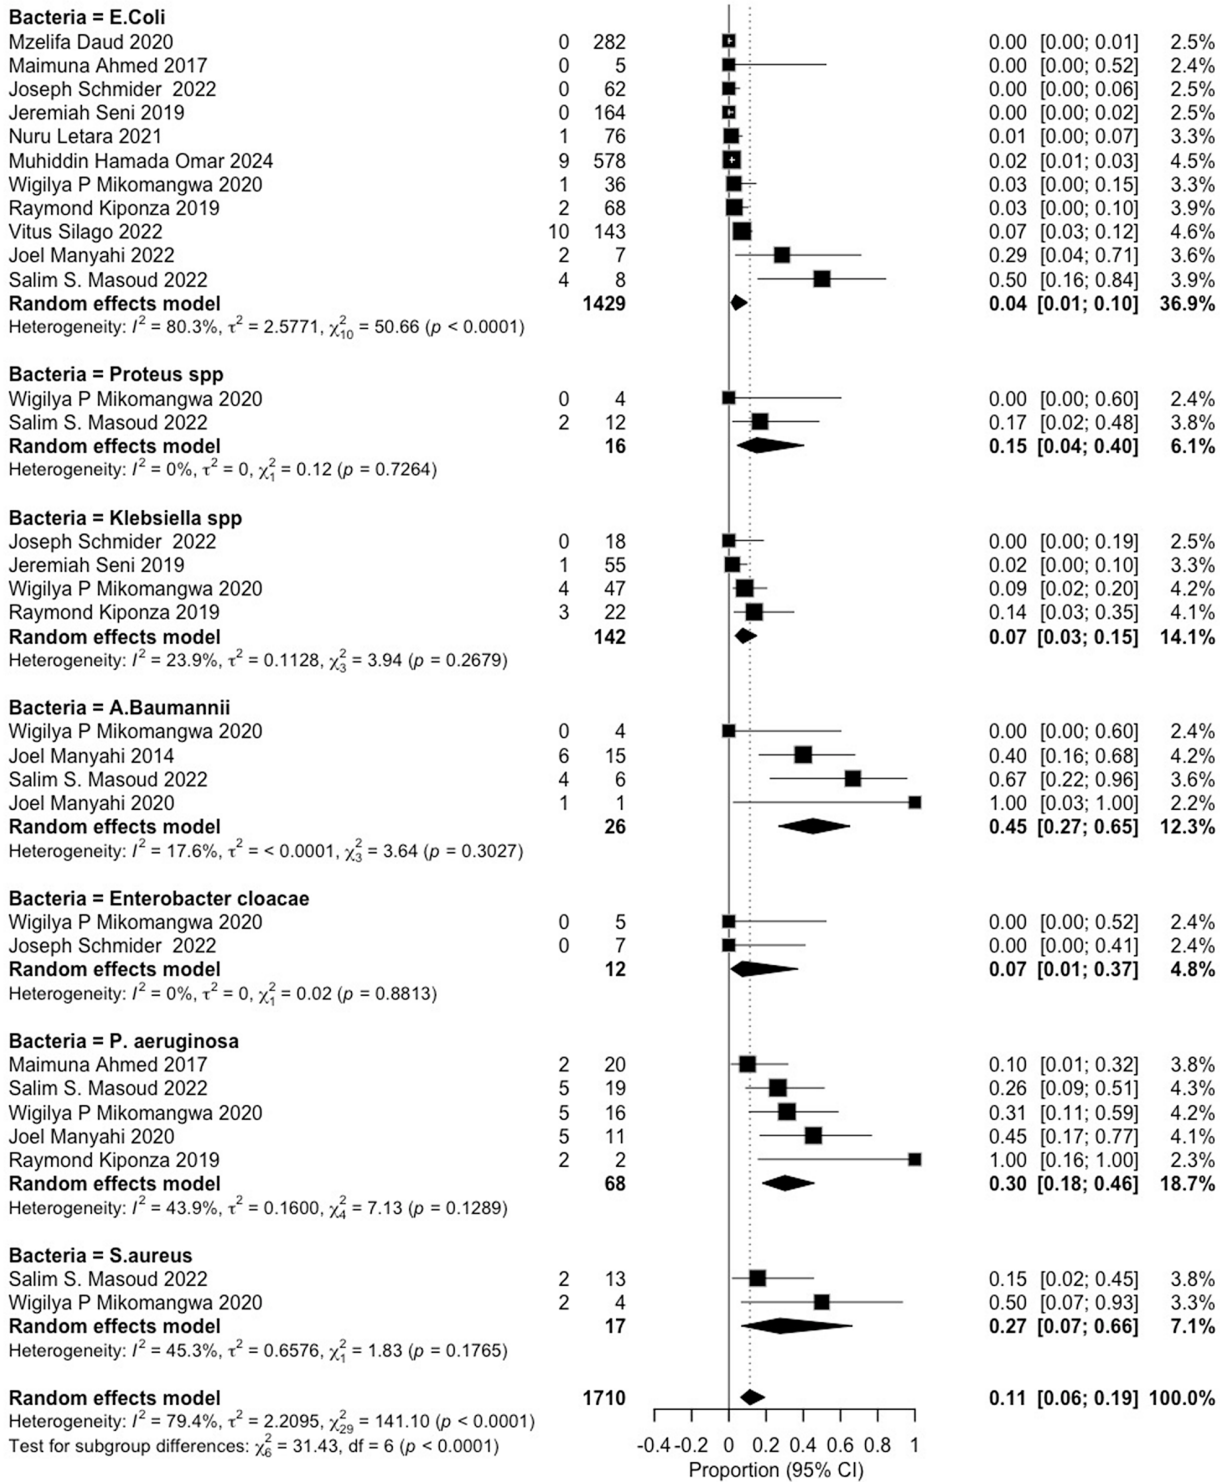 Bacteria = E.Coli
Mzelifa Daud 2020 0 282 0.00 [0.00; 0.01] 2.5%
Maimuna Ahmed 2017 0 5 0.00 [0.00; 0.52] 2.4%
Joseph Schmider 2022 0 62 0.00 [0.00; 0.06] 2.5%
Jeremiah Seni 2019 0 164 0.00 [0.00; 0.02] 2.5%
Nuru Letara 2021 1 76 0.01 [0.00; 0.07] 3.3%
Muhiddin Hamada Omar 2024 9 578 0.02 [0.01; 0.03] 4.5%
Wigilya P Mikomangwa 2020 1 36 0.03 [0.00; 0.15] 3.3%
Raymond Kiponza 2019 2 68 0.03 [0.00; 0.10] 3.9%
Vitus Silago 2022 10 143 0.07 [0.03; 0.12] 4.6%
Joel Manyahi 2022 2 7 0.29 [0.04; 0.71] 3.6%
Salim S. Masoud 2022 4 8 0.50 [0.16; 0.84] 3.9%
Random effects model 1429 0.04 [0.01; 0.10] 36.9%
Heterogeneity: I² = 80.3%, τ² = 2.5771, χ²₁₀ = 50.66 (p < 0.0001)
Bacteria = Proteus spp
Wigilya P Mikomangwa 2020 0 4 0.00 [0.00; 0.60] 2.4%
Salim S. Masoud 2022 2 12 0.17 [0.02; 0.48] 3.8%
Random effects model 16 0.15 [0.04; 0.40] 6.1%
Heterogeneity: I² = 0%, τ² = 0, χ²₁ = 0.12 (p = 0.7264)
Bacteria = Klebsiella spp
Joseph Schmider 2022 0 18 0.00 [0.00; 0.19] 2.5%
Jeremiah Seni 2019 1 55 0.02 [0.00; 0.10] 3.3%
Wigilya P Mikomangwa 2020 4 47 0.09 [0.02; 0.20] 4.2%
Raymond Kiponza 2019 3 22 0.14 [0.03; 0.35] 4.1%
Random effects model 142 0.07 [0.03; 0.15] 14.1%
Heterogeneity: I² = 23.9%, τ² = 0.1128, χ²₃ = 3.94 (p = 0.2679)
Bacteria = A.Baumannii
Wigilya P Mikomangwa 2020 0 4 0.00 [0.00; 0.60] 2.4%
Joel Manyahi 2014 6 15 0.40 [0.16; 0.68] 4.2%
Salim S. Masoud 2022 4 6 0.67 [0.22; 0.96] 3.6%
Joel Manyahi 2020 1 1 1.00 [0.03; 1.00] 2.2%
Random effects model 26 0.45 [0.27; 0.65] 12.3%
Heterogeneity: I² = 17.6%, τ² = < 0.0001, χ²₃ = 3.64 (p = 0.3027)
Bacteria = Enterobacter cloacae
Wigilya P Mikomangwa 2020 0 5 0.00 [0.00; 0.52] 2.4%
Joseph Schmider 2022 0 7 0.00 [0.00; 0.41] 2.4%
Random effects model 12 0.07 [0.01; 0.37] 4.8%
Heterogeneity: I² = 0%, τ² = 0, χ²₁ = 0.02 (p = 0.8813)
Bacteria = P. aeruginosa
Maimuna Ahmed 2017 2 20 0.10 [0.01; 0.32] 3.8%
Salim S. Masoud 2022 5 19 0.26 [0.09; 0.51] 4.3%
Wigilya P Mikomangwa 2020 5 16 0.31 [0.11; 0.59] 4.2%
Joel Manyahi 2020 5 11 0.45 [0.17; 0.77] 4.1%
Raymond Kiponza 2019 2 2 1.00 [0.16; 1.00] 2.3%
Random effects model 68 0.30 [0.18; 0.46] 18.7%
Heterogeneity: I² = 43.9%, τ² = 0.1600, χ²₄ = 7.13 (p = 0.1289)
Bacteria = S.aureus
Salim S. Masoud 2022 2 13 0.15 [0.02; 0.45] 3.8%
Wigilya P Mikomangwa 2020 2 4 0.50 [0.07; 0.93] 3.3%
Random effects model 17 0.27 [0.07; 0.66] 7.1%
Heterogeneity: I² = 45.3%, τ² = 0.6576, χ²₁ = 1.83 (p = 0.1765)
Random effects model 1710 0.11 [0.06; 0.19] 100.0%
Heterogeneity: I² = 79.4%, τ² = 2.2095, χ²₂₉ = 141.10 (p < 0.0001)
Test for subgroup differences: χ²₆ = 31.43, df = 6 (p < 0.0001)
-0.4 -0.2 0 0.2 0.4 0.6 0.8 1
Proportion (95% CI)